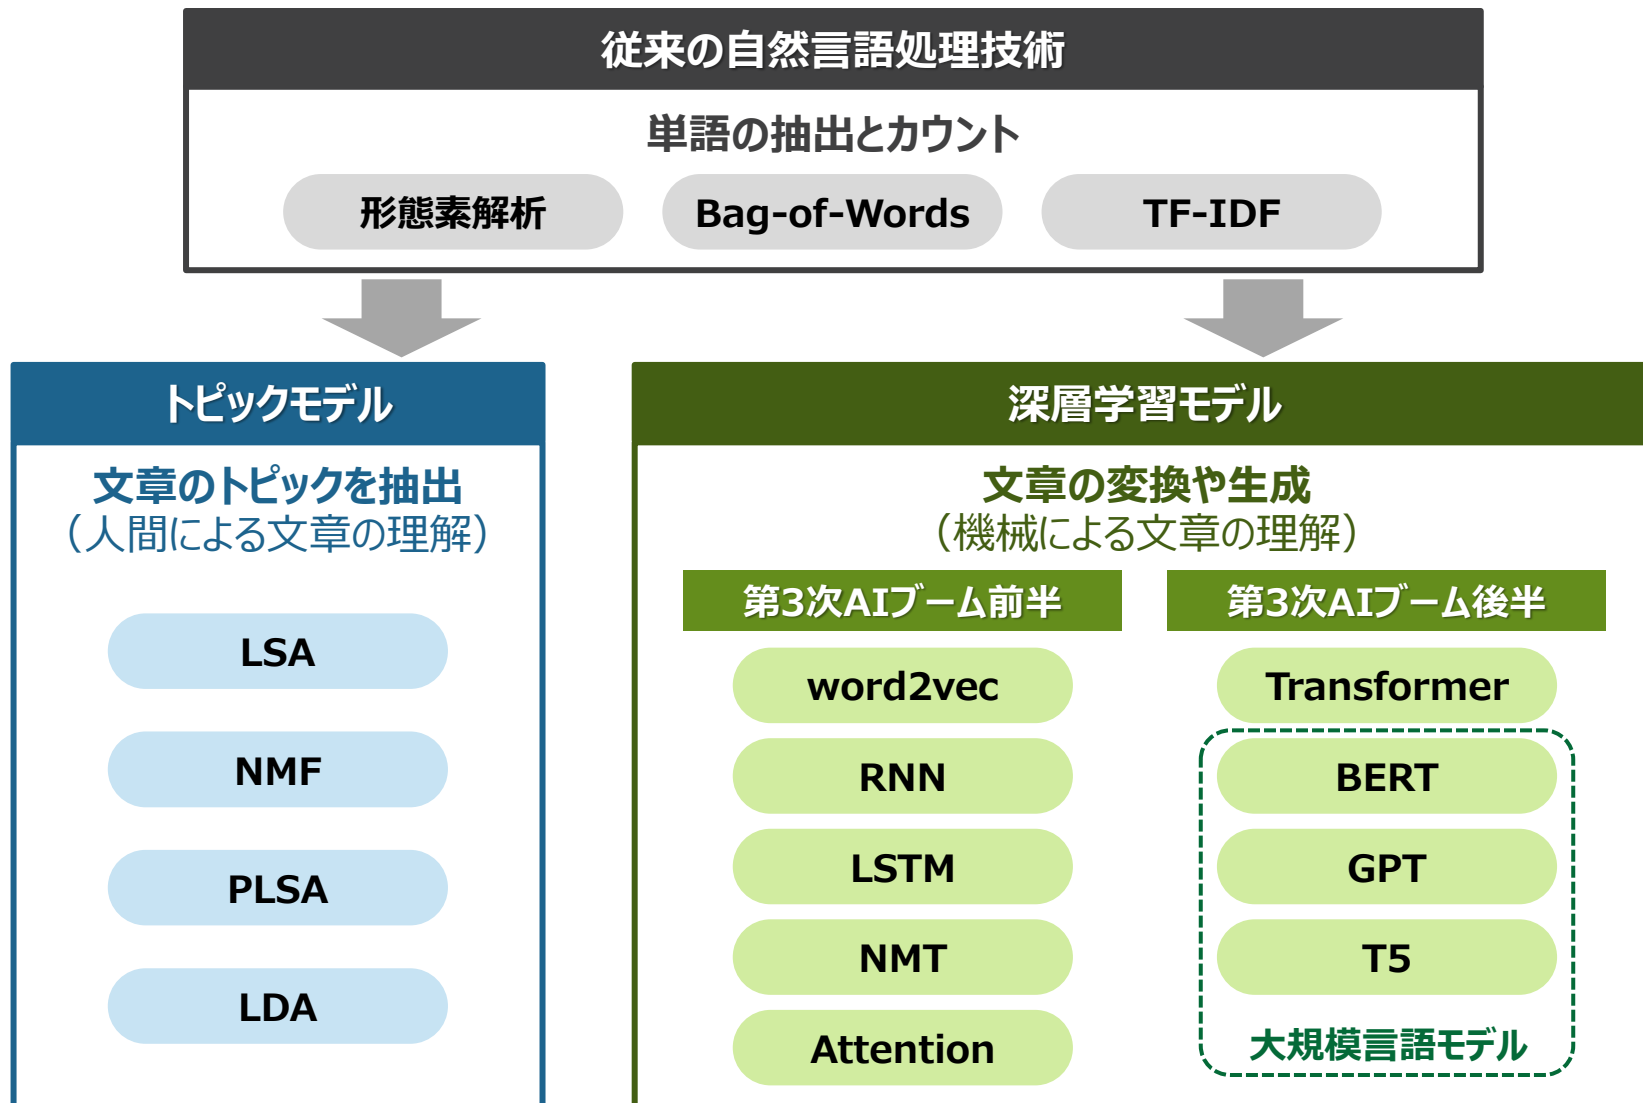 従来の自然言語処理技術
単語の抽出とカウント
形態素解析
Bag-of-Words
TF-IDF
トピックモデル
文章のトピックを抽出
（人間による文章の理解）
LSA
NMF
PLSA
LDA
深層学習モデル
文章の変換や生成
（機械による文章の理解）
第3次AIブーム前半
word2vec
RNN
LSTM
NMT
Attention
第3次AIブーム後半
Transformer
BERT
GPT
T5
大規模言語モデル